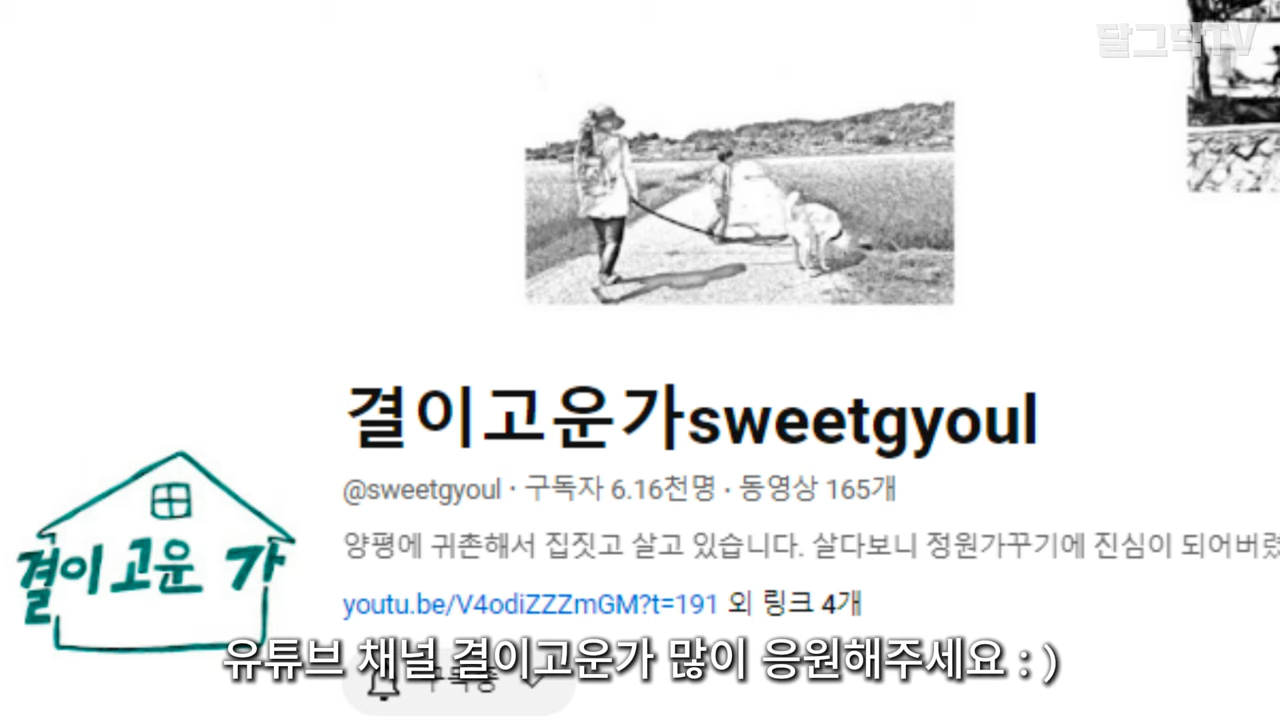 달그닥TV
결이고운가sweetgyoul
@sweetgyoul · 구독자 6.16천명 · 동영상 165개
양평에 귀촌해서 집짓고 살고 있습니다. 살다보니 정원가꾸기에 진심이 되어버렸
결이 고운 가
youtu.be/V4odiZZZmGM?t=191 외 링크 4개
유튜브 채널 결이고운가 많이 응원해주세요 : )
구독중